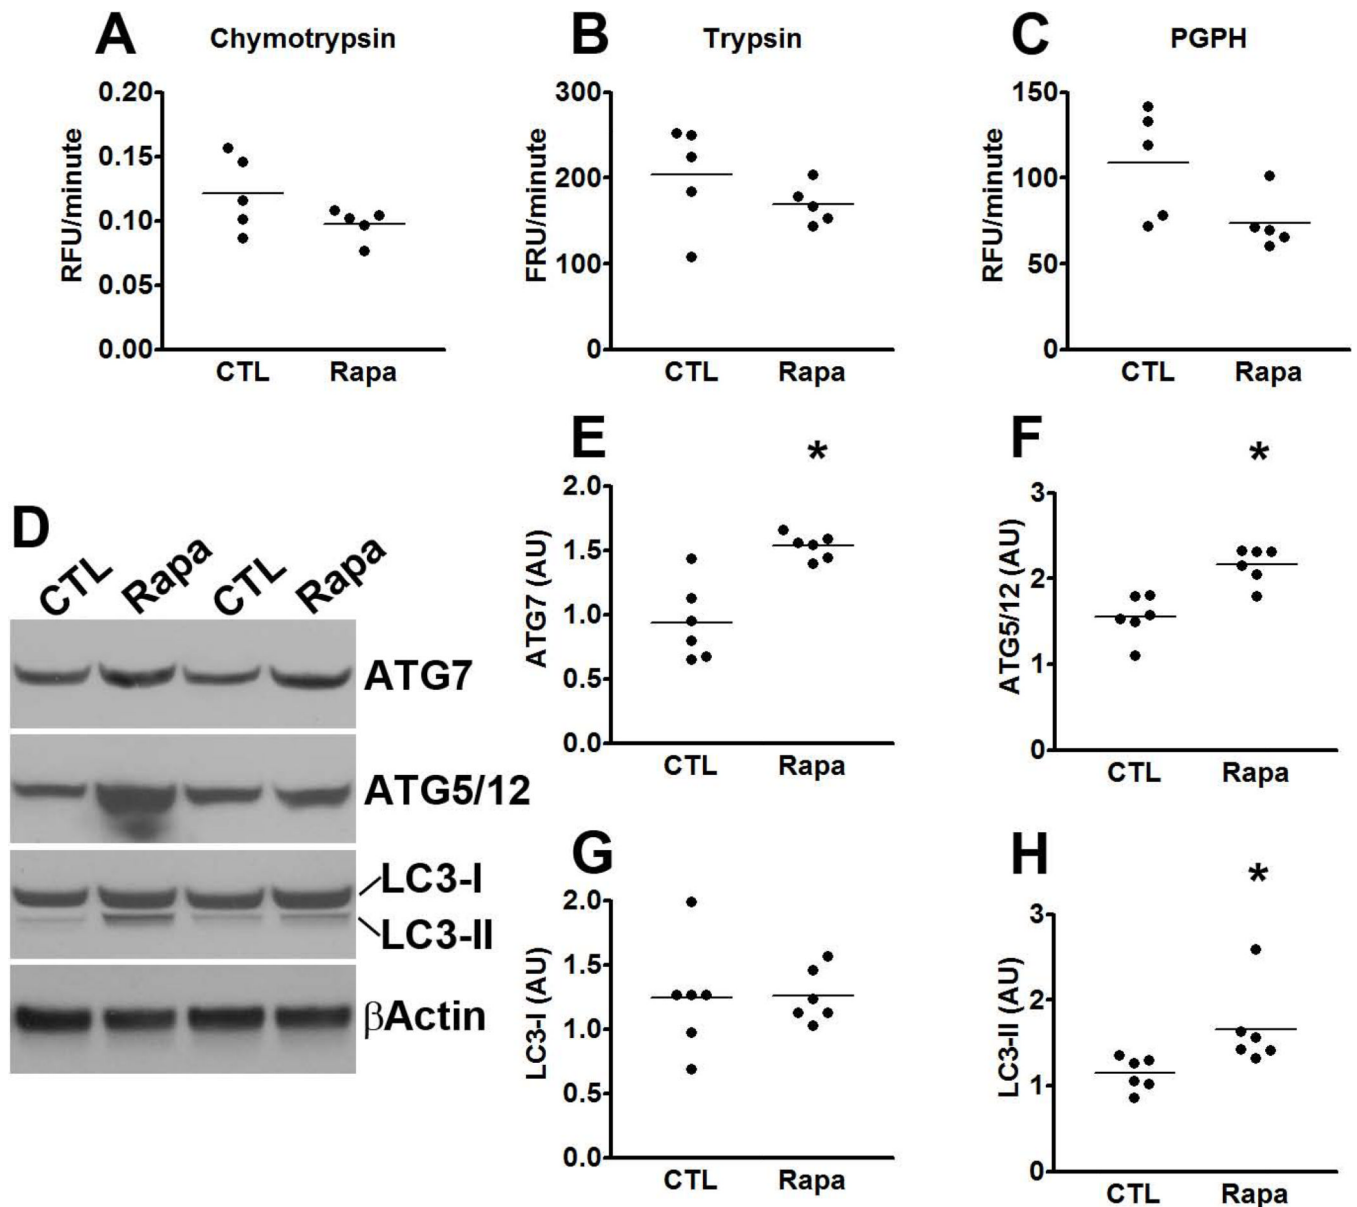 A Chymotrypsin
RFU/minute
0.20
0.15
0.10
0.05
0.00
CTL Rapa
B Trypsin
FRU/minute
300
200
100
0
CTL Rapa
C PGPH
RFU/minute
150
100
50
0
CTL Rapa
D
CTL Rapa CTL Rapa
ATG7
ATG5/12
LC3-I
LC3-II
βActin
E
*
ATG7 (AU)
2.0
1.5
1.0
0.5
0.0
CTL Rapa
F
*
ATG5/12 (AU)
3
2
1
0
CTL Rapa
G
LC3-I (AU)
2.0
1.5
1.0
0.5
0.0
CTL Rapa
H
*
LC3-II (AU)
3
2
1
0
CTL Rapa